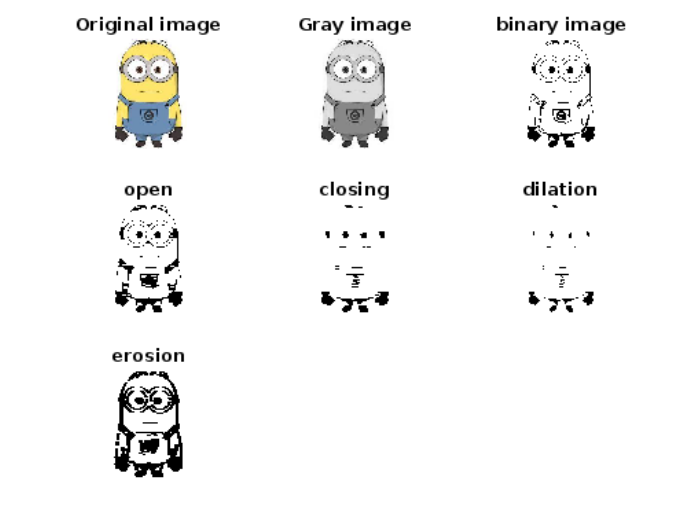 Original image
Gray image
binary image
open
closing
dilation
erosion